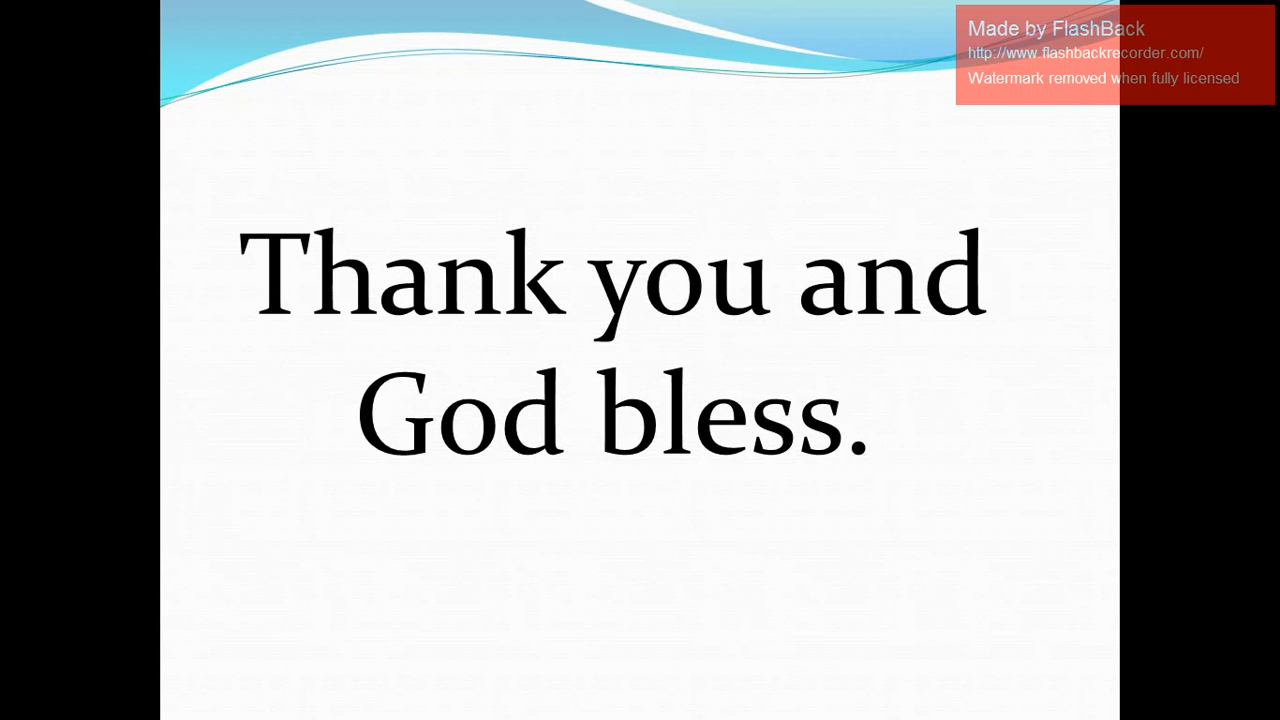 Made by FlashBack
http://www.flashbackrecorder.com/
Watermark removed when fully licensed
Thank you and
God bless.